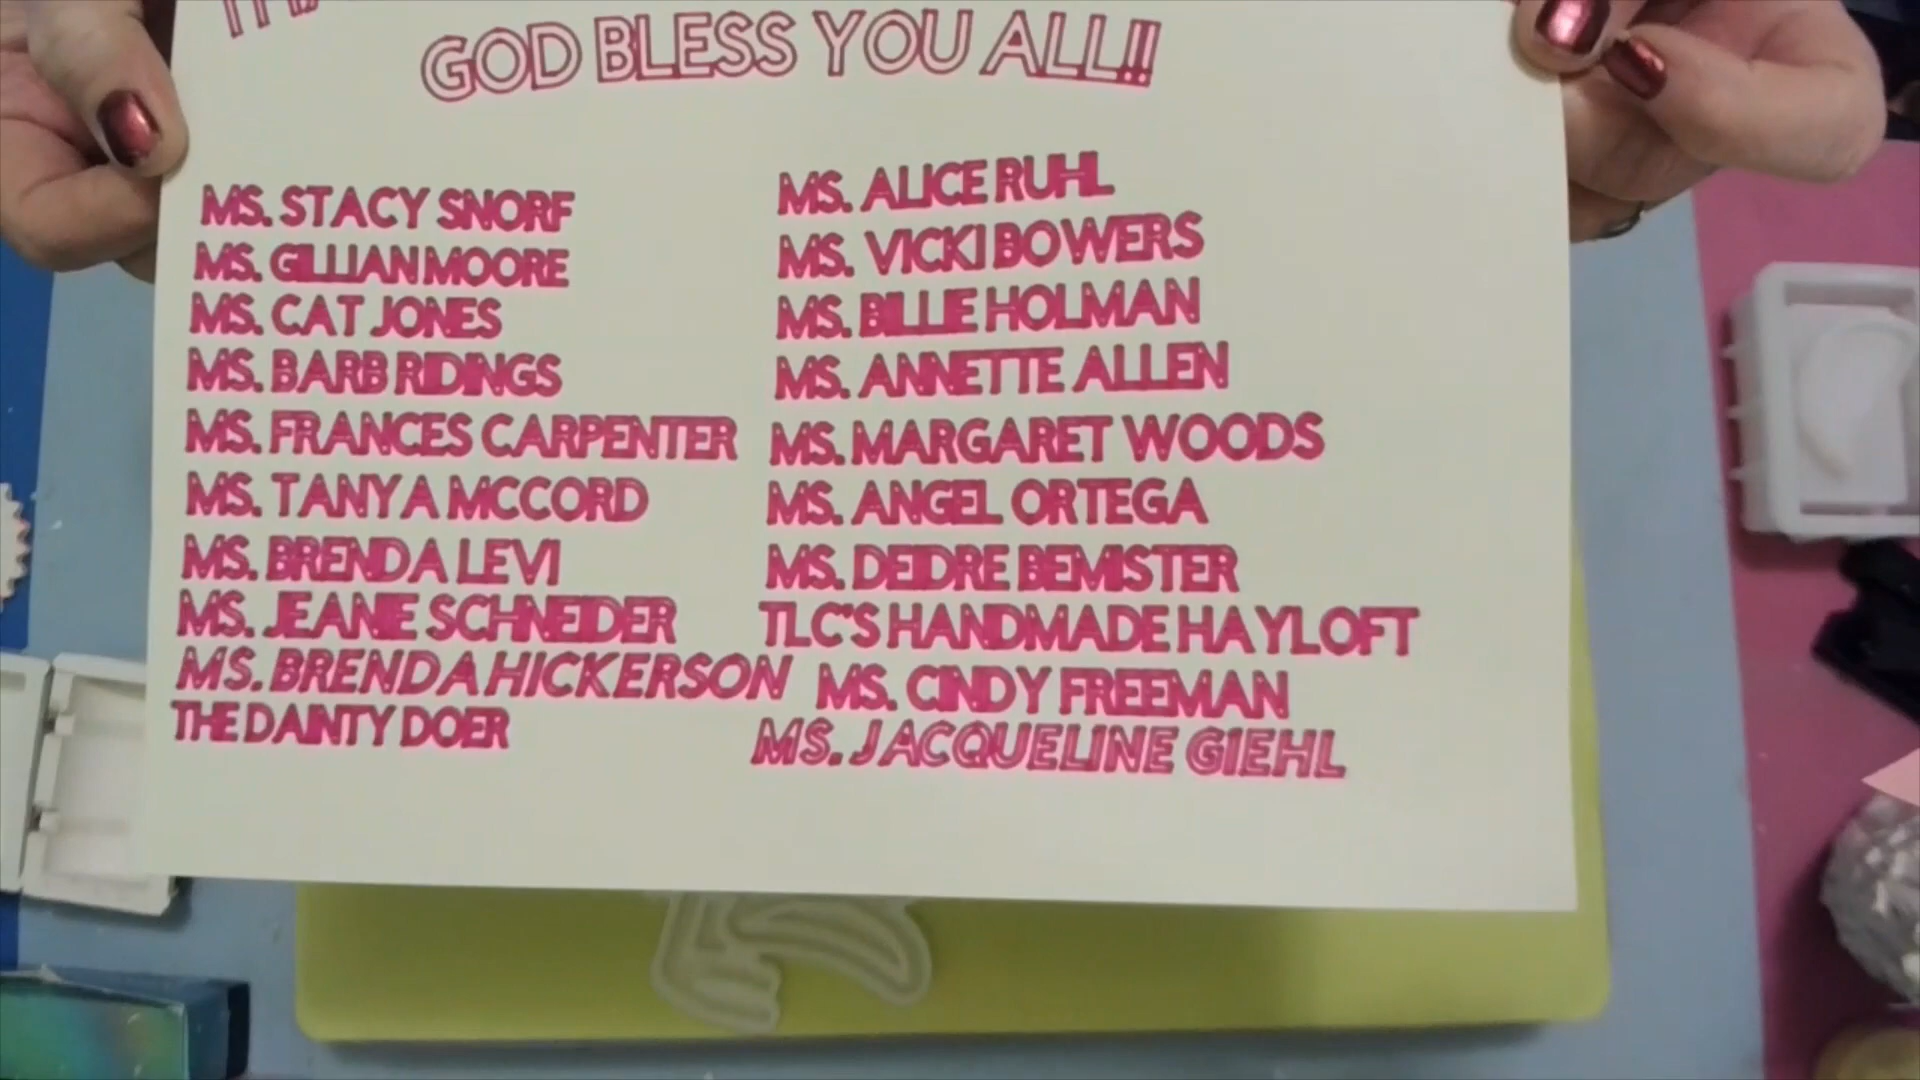 GOD BLESS YOU ALL!!
MS. STACY SNORF
MS. GILLIAN MOORE
MS. CAT JONES
MS. BARB RIDINGS
MS. FRANCES CARPENTER
MS. TANYA MCCORD
MS. BRENDA LEVI
MS. JEANIE SCHNEIDER
MS. BRENDA HICKERSON
THE DAINTY DOER
MS. ALICE RUHL
MS. VICKI BOWERS
MS. BILLIE HOLMAN
MS. ANNETTE ALLEN
MS. MARGARET WOODS
MS. ANGEL ORTEGA
MS. DEIDRE BEMISTER
TLC'S HANDMADE HAYLOFT
MS. CINDY FREEMAN
MS. JACQUELINE GIEHL